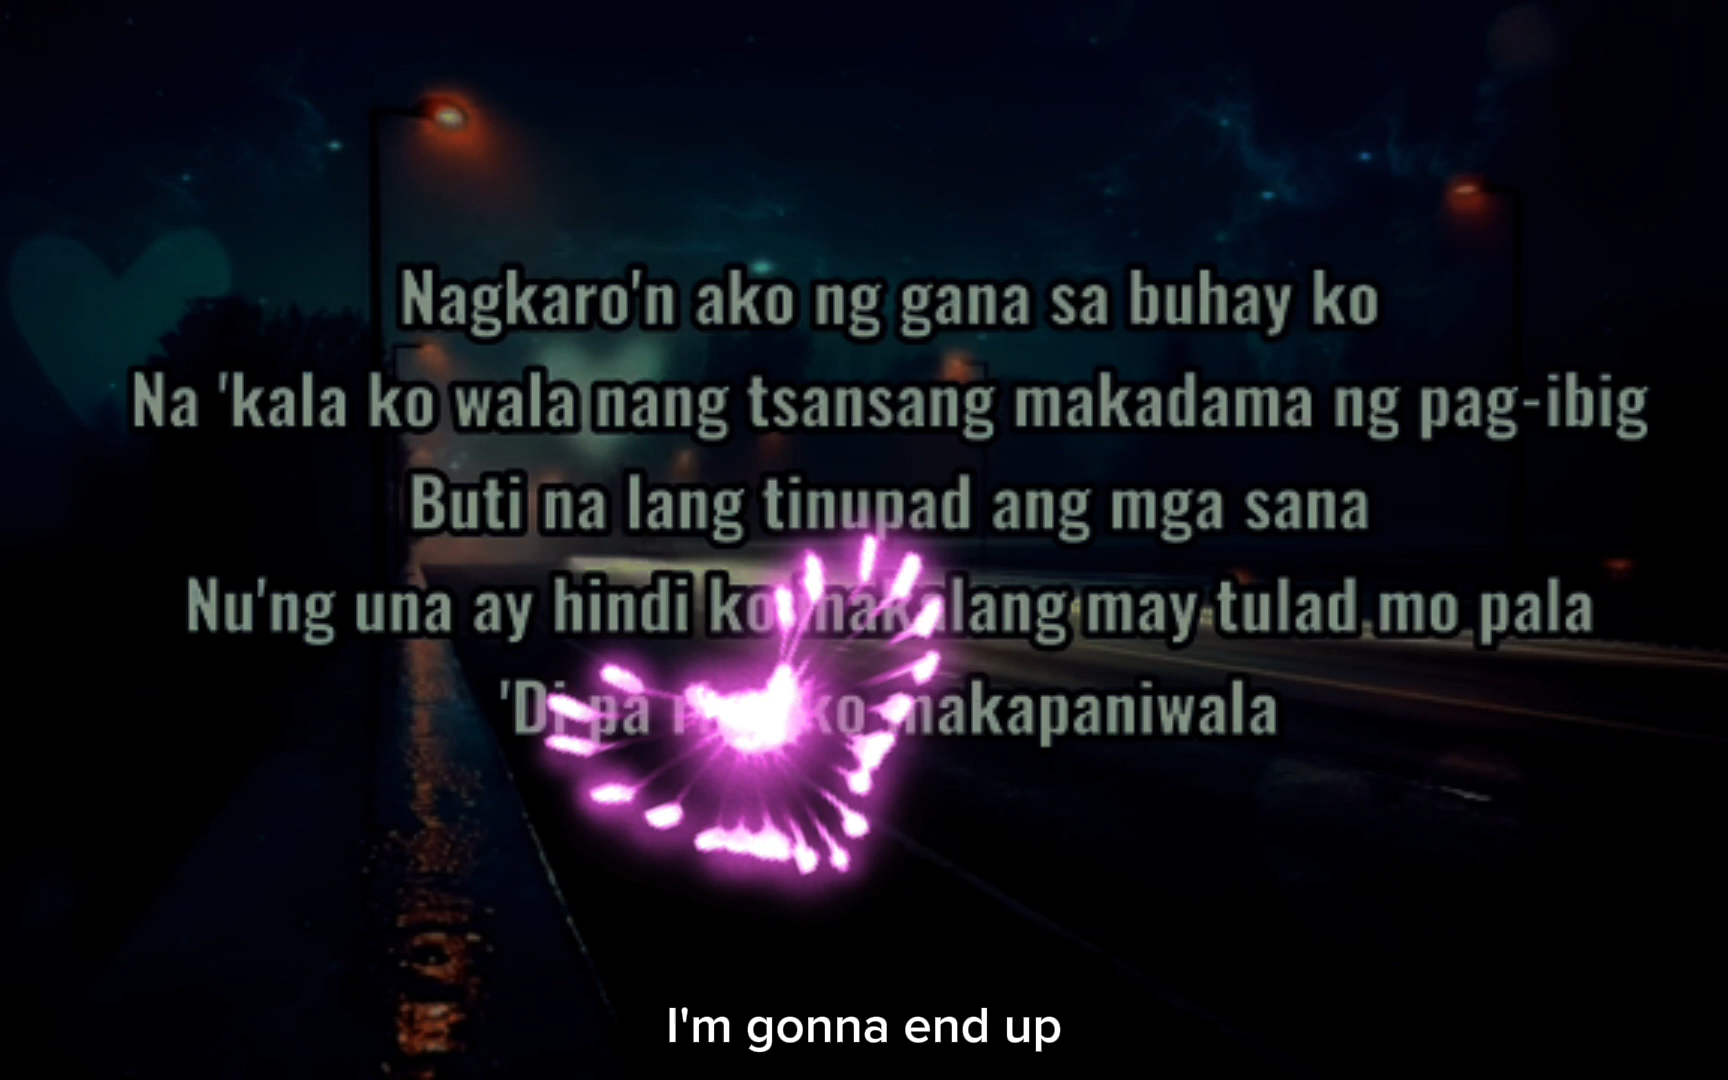 Nagkaro'n ako ng gana sa buhay ko
Na 'kala ko wala nang tsansang makadama ng pag-ibig
Buti na lang tinupad ang mga sana
Nu'ng una ay hindi ko inakalang may tulad mo pala
'Di pa ko makapaniwala
I'm gonna end up